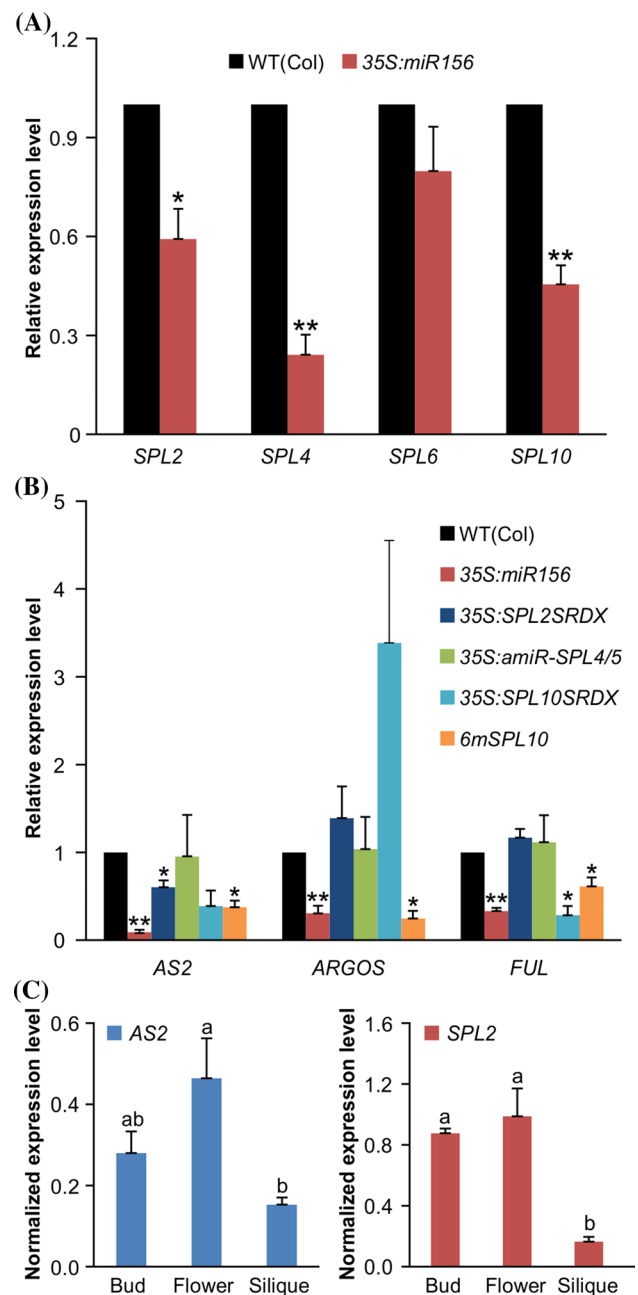 (A)
1.2
0.9
0.6
0.3
0
Relative expression level
WT(Col) 35S:miR156
*
**
**
SPL2 SPL4 SPL6 SPL10
(B)
5
4
3
2
1
0
Relative expression level
WT(Col)
35S:miR156
35S:SPL2SRDX
35S:amiR-SPL4/5
35S:SPL10SRDX
6mSPL10
** * * ** * ** * *
AS2 ARGOS FUL
(C)
0.6
0.4
0.2
0.0
Normalized expression level
AS2
ab a b
Bud Flower Silique
1.6
1.2
0.8
0.4
0.0
Normalized expression level
SPL2
a a b
Bud Flower Silique